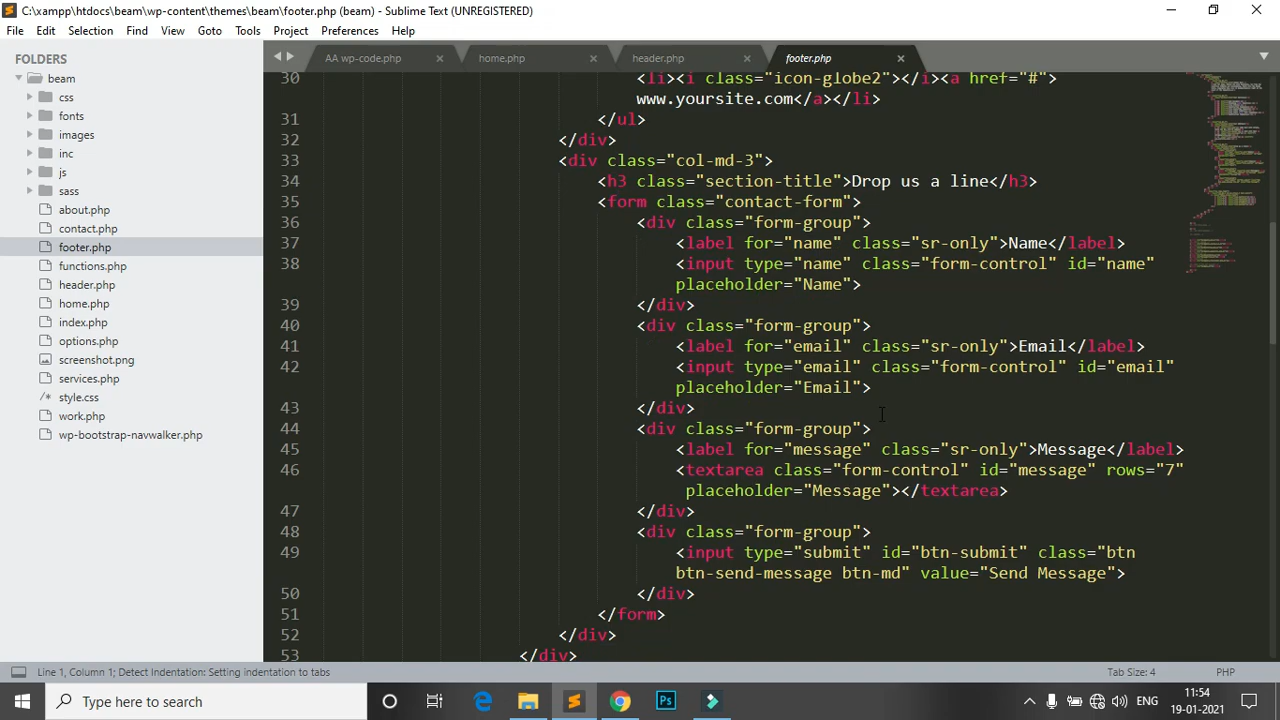 C:\xampp\htdocs\beam\wp-content\themes\beam\footer.php (beam) - Sublime Text (UNREGISTERED)
File Edit Selection Find View Goto Tools Project Preferences Help
FOLDERS
beam
css
fonts
images
inc
js
sass
about.php
contact.php
footer.php
functions.php
header.php
home.php
index.php
options.php
screenshot.png
services.php
/* style.css
work.php
wp-bootstrap-navwalker.php
AA wp-code.php home.php header.php footer.php
30 <li><i class="icon-globe2"></i><a href="#">
www.yoursite.com</a></li>
31 </ul>
32 </div>
33 <div class="col-md-3">
34 <h3 class="section-title">Drop us a line</h3>
35 <form class="contact-form">
36 <div class="form-group">
37 <label for="name" class="sr-only">Name</label>
38 <input type="name" class="form-control" id="name"
placeholder="Name">
39 </div>
40 <div class="form-group">
41 <label for="email" class="sr-only">Email</label>
42 <input type="email" class="form-control" id="email"
placeholder="Email">
43 </div>
44 <div class="form-group">
45 <label for="message" class="sr-only">Message</label>
46 <textarea class="form-control" id="message" rows="7"
placeholder="Message"></textarea>
47 </div>
48 <div class="form-group">
49 <input type="submit" id="btn-submit" class="btn
btn-send-message btn-md" value="Send Message">
50 </div>
51 </form>
52 </div>
53 </div>
Line 1, Column 1; Detect Indentation: Setting indentation to tabs Tab Size: 4 PHP
Type here to search
Ps
ENG
11:54
19-01-2021